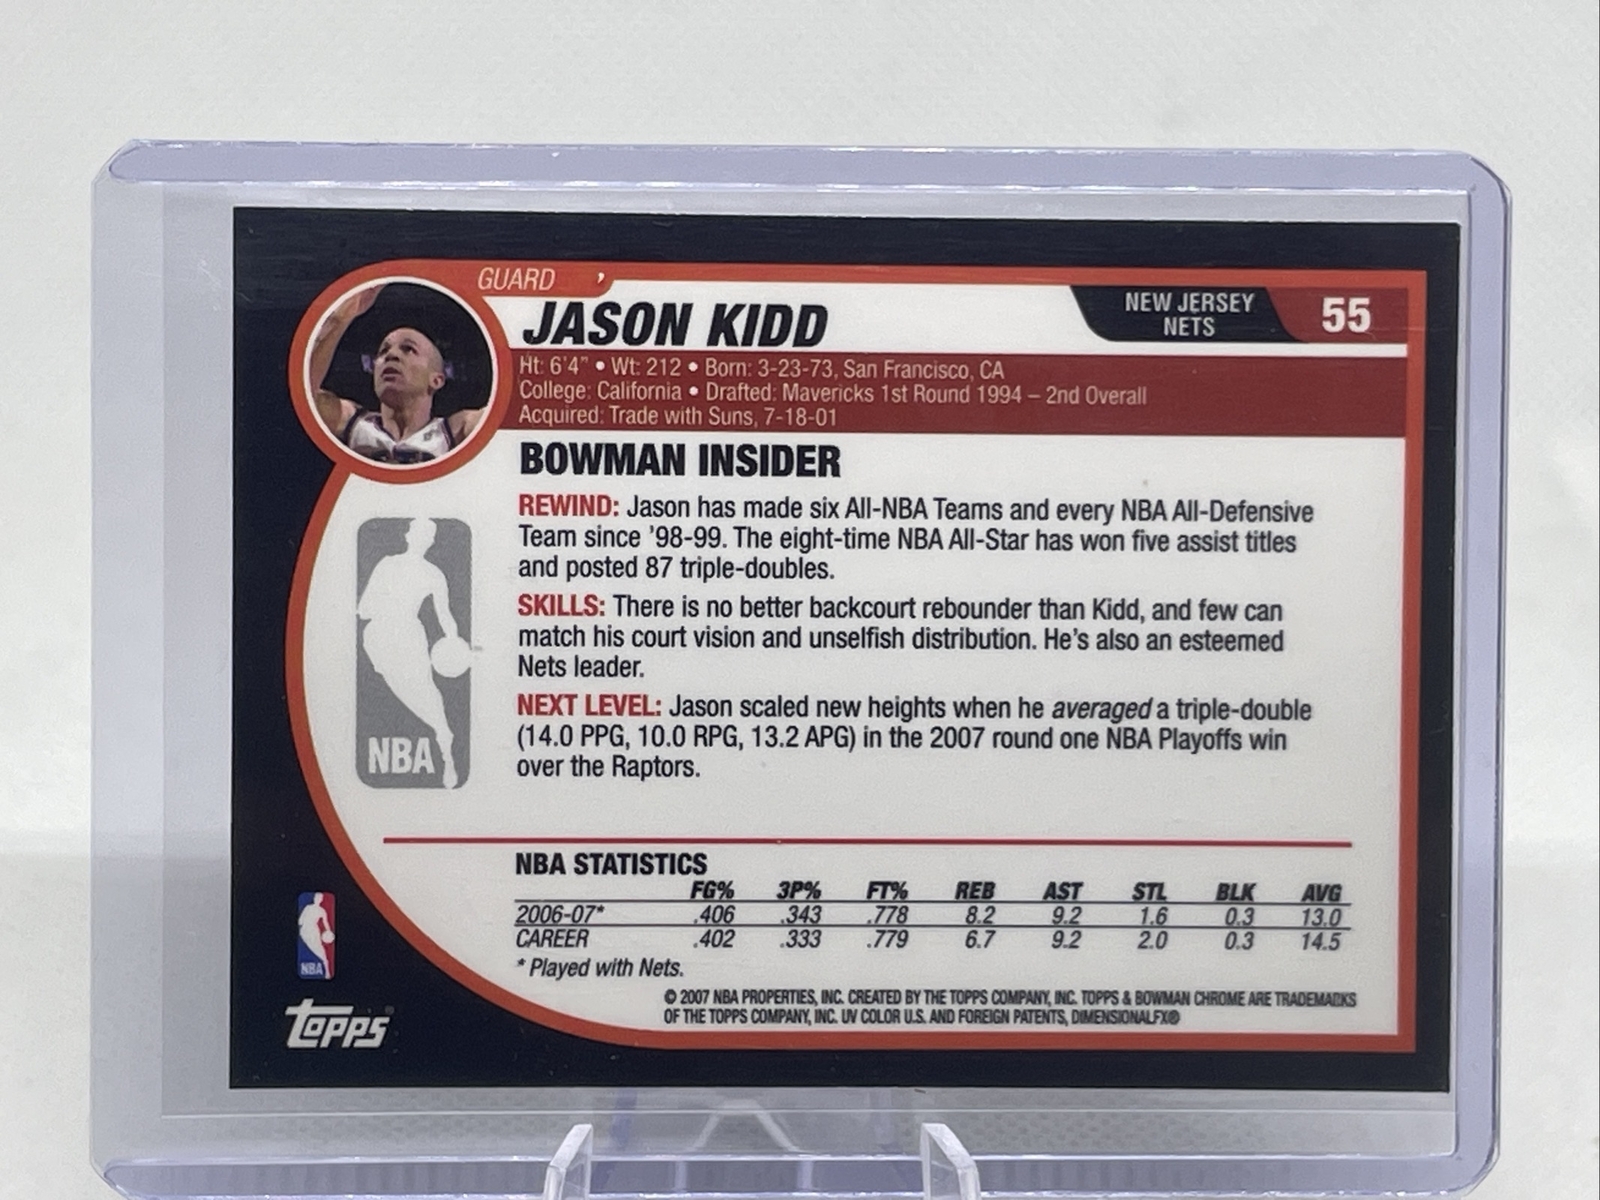 GUARD
JASON KIDD
NEW JERSEY
NETS
55
Ht: 6'4" • Wt: 212 • Born: 3-23-73, San Francisco, CA
College: California • Drafted: Mavericks 1st Round 1994 – 2nd Overall
Acquired: Trade with Suns, 7-18-01
BOWMAN INSIDER
REWIND: Jason has made six All-NBA Teams and every NBA All-Defensive
Team since '98-99. The eight-time NBA All-Star has won five assist titles
and posted 87 triple-doubles.
SKILLS: There is no better backcourt rebounder than Kidd, and few can
match his court vision and unselfish distribution. He's also an esteemed
Nets leader.
NEXT LEVEL: Jason scaled new heights when he averaged a triple-double
(14.0 PPG, 10.0 RPG, 13.2 APG) in the 2007 round one NBA Playoffs win
over the Raptors.
NBA
NBA STATISTICS
FG% 3P% FT% REB AST STL BLK AVG
2006-07* .406 .343 .778 8.2 9.2 1.6 0.3 13.0
CAREER .402 .333 .779 6.7 9.2 2.0 0.3 14.5
* Played with Nets.
NBA
topps
© 2007 NBA PROPERTIES, INC. CREATED BY THE TOPPS COMPANY, INC. TOPPS & BOWMAN CHROME ARE TRADEMARKS
OF THE TOPPS COMPANY, INC. UV COLOR U.S. AND FOREIGN PATENTS, DIMENSIONALFX®